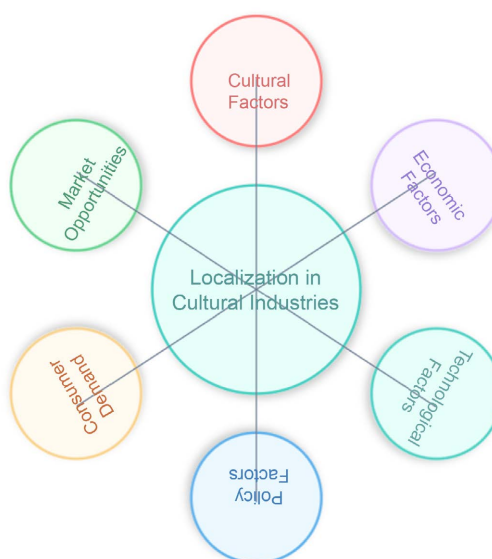 Cultural
Factors
Economic
Factors
Technological
Factors
Policy
Factors
Consumer
Demand
Market
Opportunities
Localization in
Cultural Industries